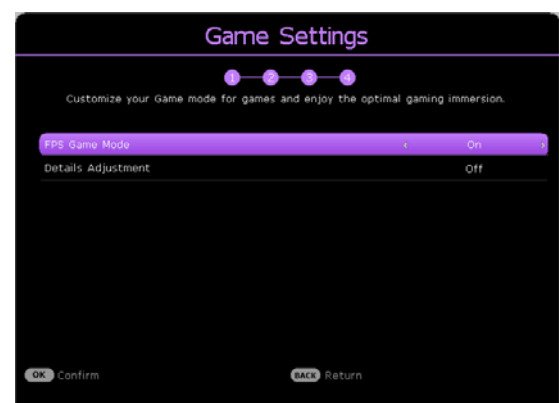 Game Settings
1 2 3 4
Customize your Game mode for games and enjoy the optimal gaming immersion.
FPS Game Mode On
Details Adjustment Off
OK Confirm BACK Return